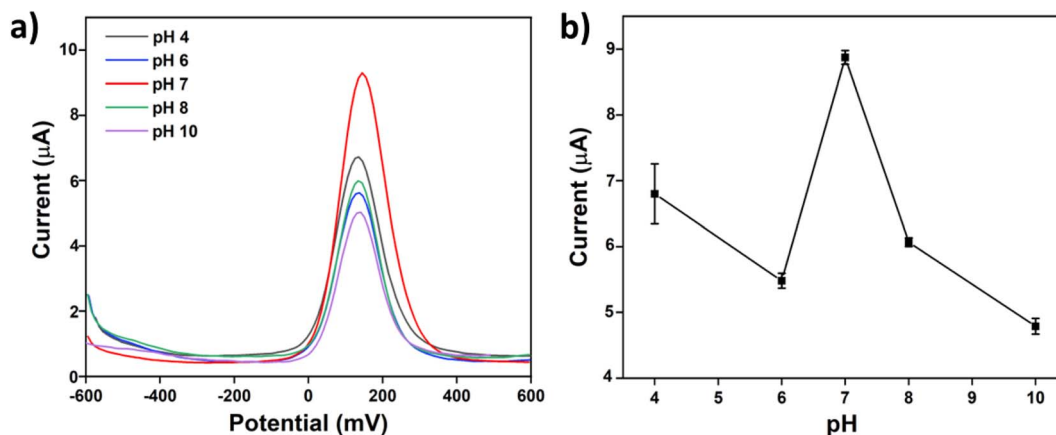 a)
pH 4
pH 6
pH 7
pH 8
pH 10
Current (μA)
10
8
6
4
2
0
-600 -400 -200 0 200 400 600
Potential (mV)
b)
Current (μA)
9
8
7
6
5
4
4 5 6 7 8 9 10
pH